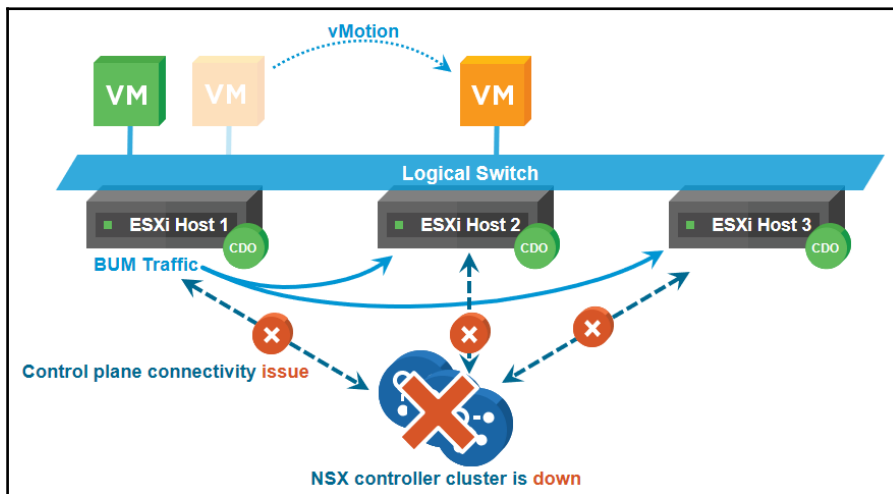 vMotion
VM
VM
VM
Logical Switch
ESXi Host 1
ESXi Host 2
ESXi Host 3
CDO
CDO
CDO
BUM Traffic
Control plane connectivity issue
NSX controller cluster is down